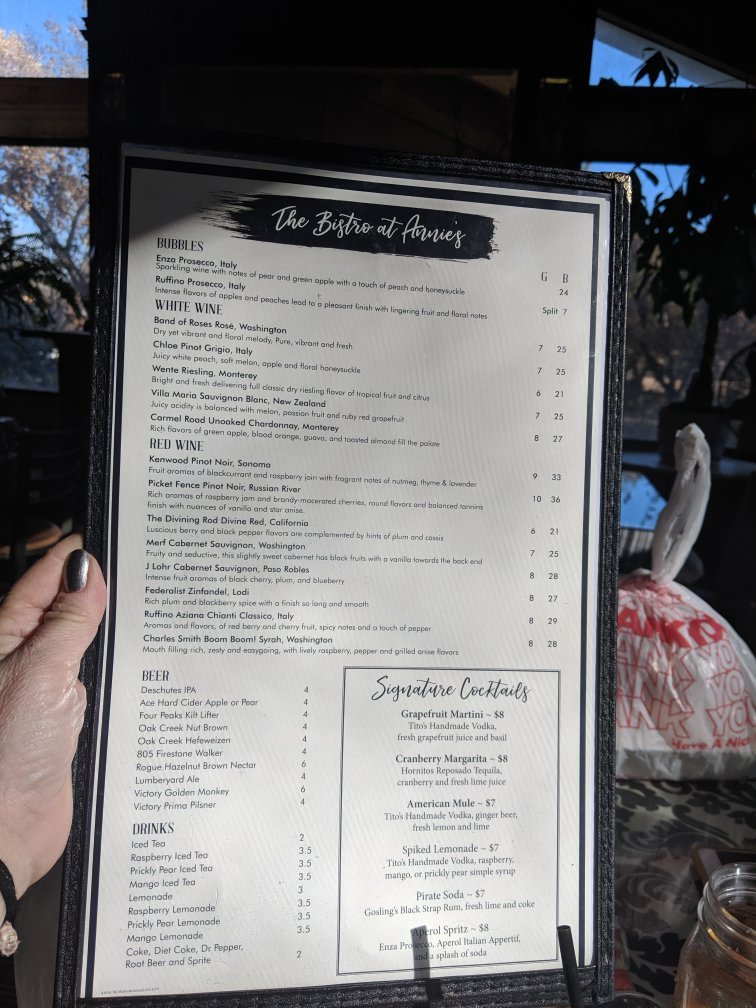 The Bistro at Annie's
BUBBLES G B
Enza Prosecco, Italy 24
Sparkling wine with notes of pear and green apple with a touch of peach and honeysuckle
Ruffino Prosecco, Italy Split 7
Intense flavors of apples and peaches lead to a pleasant finish with lingering fruit and floral notes
WHITE WINE
Band of Roses Rosé, Washington 7 25
Dry yet vibrant and floral melody, Pure, vibrant and fresh
Chloe Pinot Grigio, Italy 7 25
Juicy white peach, soft melon, apple and floral honeysuckle
Wente Riesling, Monterey 6 21
Bright and fresh delivering full classic dry riesling flavor of tropical fruit and citrus
Villa Maria Sauvignon Blanc, New Zealand 7 25
Juicy acidity is balanced with melon, passion fruit and ruby red grapefruit
Carmel Road Unoaked Chardonnay, Monterey 8 27
Rich flavors of green apple, blood orange, guava, and toasted almond fill the palate
RED WINE
Kenwood Pinot Noir, Sonoma 9 33
Fruit aromas of blackcurrant and raspberry join with fragrant notes of nutmeg, thyme & lavender
Picket Fence Pinot Noir, Russian River 10 36
Rich aromas of raspberry jam and brandy-macerated cherries, round flavors and balanced tannins
finish with nuances of vanilla and star anise.
The Divining Rod Divine Red, California 6 21
Luscious berry and black pepper flavors are complemented by hints of plum and cassis
Merf Cabernet Sauvignon, Washington 7 25
Fruity and seductive, this slightly sweet cabernet has black fruits with a vanilla towards the back end
J Lohr Cabernet Sauvignon, Paso Robles 8 28
Intense fruit aromas of black cherry, plum, and blueberry
Federalist Zinfandel, Lodi 8 27
Rich plum and blackberry spice with a finish so long and smooth
Ruffino Aziana Chianti Classico, Italy 8 29
Aromas and flavors, of red berry and cherry fruit, spicy notes and a touch of pepper
Charles Smith Boom Boom! Syrah, Washington 8 28
Mouth filling rich, zesty and easygoing, with lively raspberry, pepper and grilled anise flavors
BEER
Deschutes IPA 4
Ace Hard Cider Apple or Pear 4
Four Peaks Kilt Lifter 4
Oak Creek Nut Brown 4
Oak Creek Hefeweizen 4
805 Firestone Walker 4
Rogue Hazelnut Brown Nectar 6
Lumberyard Ale 4
Victory Golden Monkey 6
Victory Prima Pilsner 4
DRINKS
Iced Tea 2
Raspberry Iced Tea 3.5
Prickly Pear Iced Tea 3.5
Mango Iced Tea 3.5
Lemonade 3
Raspberry Lemonade 3.5
Prickly Pear Lemonade 3.5
Mango Lemonade 3.5
Coke, Diet Coke, Dr. Pepper,
Root Beer and Sprite 2
Signature Cocktails
Grapefruit Martini ~ $8
Tito's Handmade Vodka,
fresh grapefruit juice and basil
Cranberry Margarita ~ $8
Hornitos Reposado Tequila,
cranberry and fresh lime juice
American Mule ~ $7
Tito's Handmade Vodka, ginger beer,
fresh lemon and lime
Spiked Lemonade ~ $7
Tito's Handmade Vodka, raspberry,
mango, or prickly pear simple syrup
Pirate Soda ~ $7
Gosling's Black Strap Rum, fresh lime and coke
Aperol Spritz ~ $8
Enza Prosecco, Aperol Italian Appertif,
and a splash of soda
Have A Nic